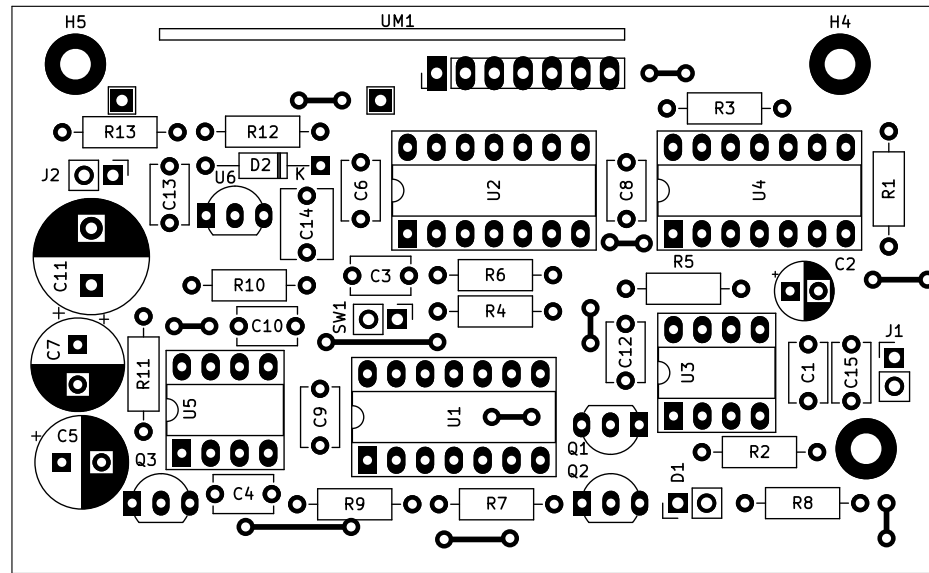 H5
UM1
H4
R3
R13
R12
J2
C13
D2
K
U6
C6
U2
C8
U4
R1
C14
C11
R10
C3
R6
R5
C2
+
+
+
SW1
R4
C10
C7
R11
C12
U3
C1
C15
J1
U5
C9
U1
+
C5
Q3
Q1
Q2
R2
D1
C4
R9
R7
R8